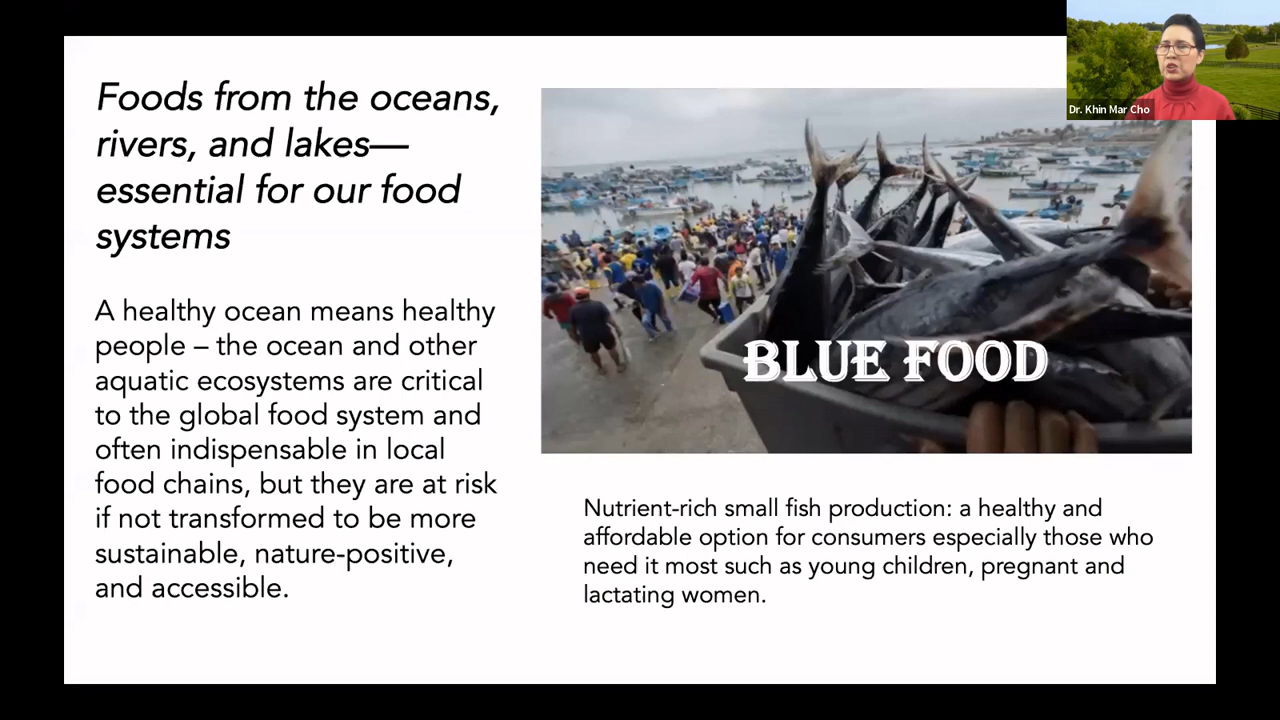 Foods from the oceans,
rivers, and lakes—
essential for our food
systems
A healthy ocean means healthy
people – the ocean and other
aquatic ecosystems are critical
to the global food system and
often indispensable in local
food chains, but they are at risk
if not transformed to be more
sustainable, nature-positive,
and accessible.
BLUE FOOD
Nutrient-rich small fish production: a healthy and
affordable option for consumers especially those who
need it most such as young children, pregnant and
lactating women.
Dr. Khin Mar Cho